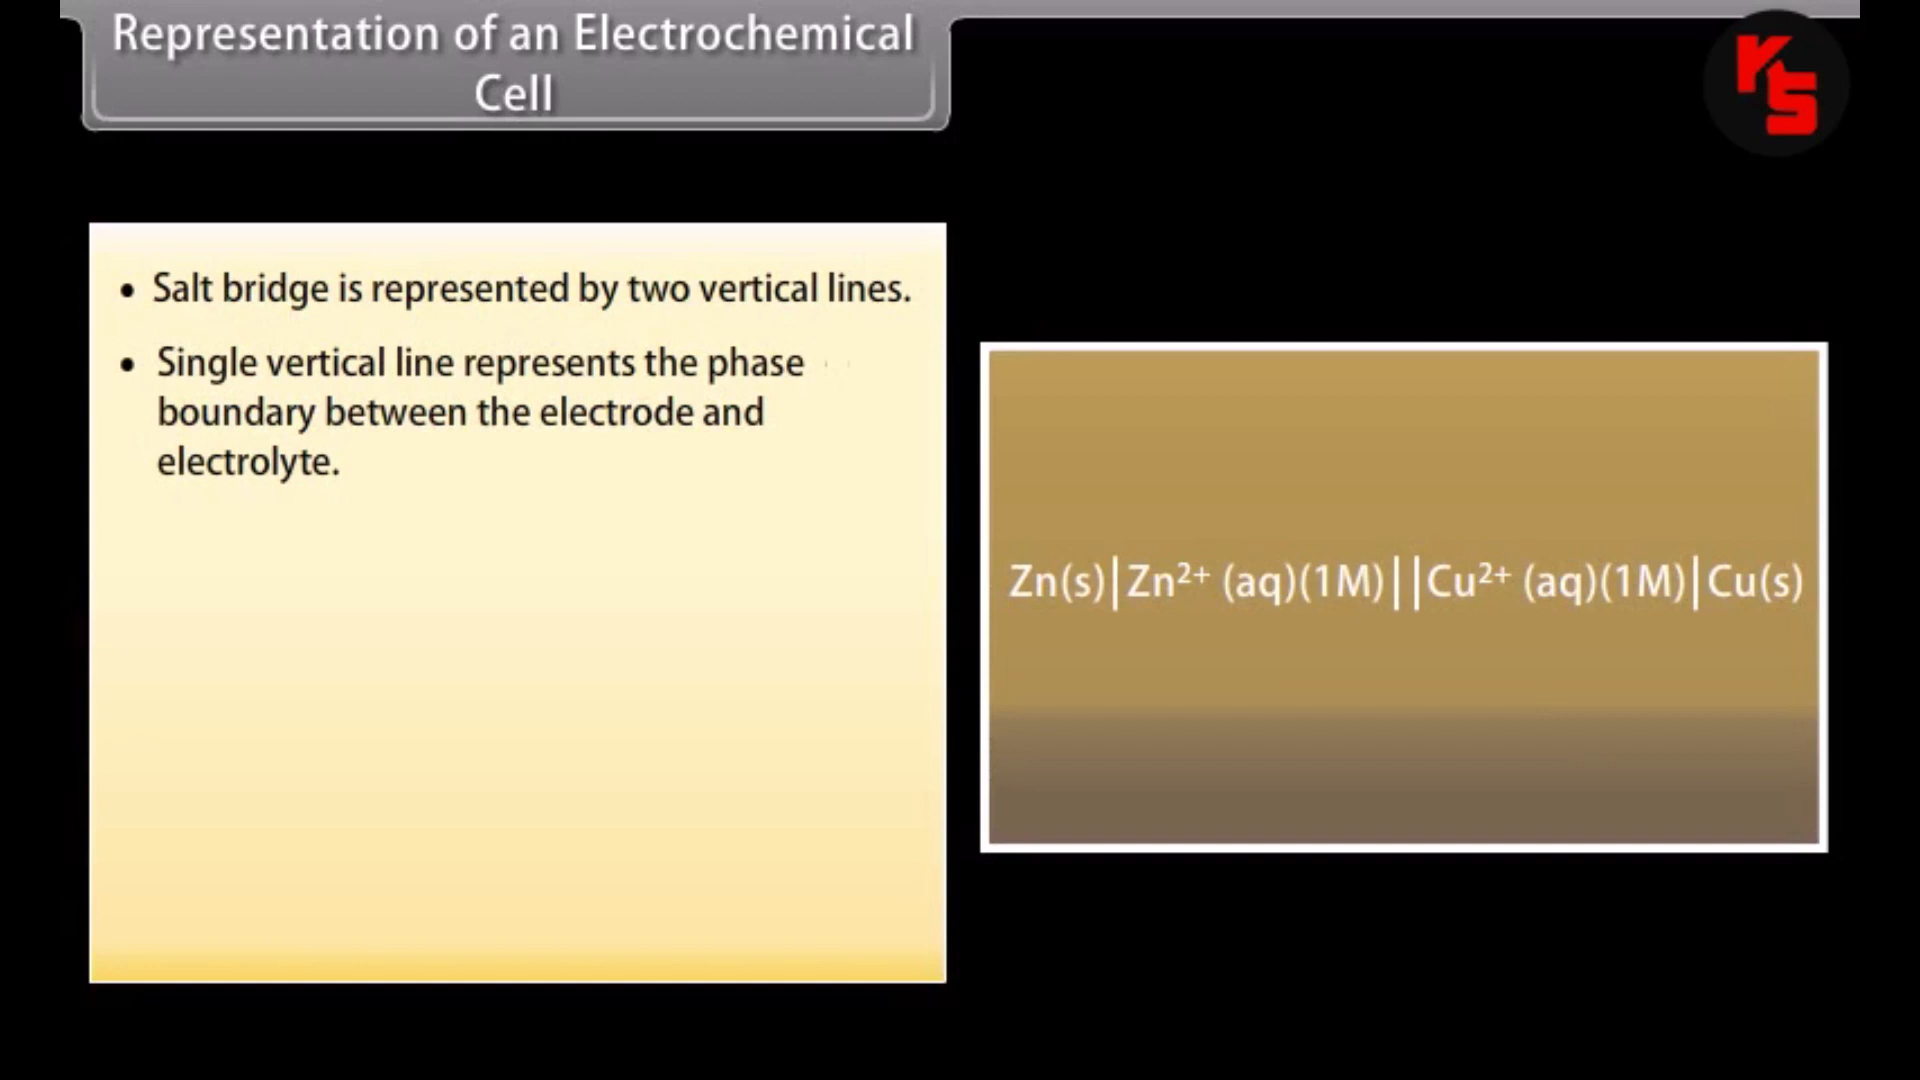 Representation of an Electrochemical
Cell
KS
• Salt bridge is represented by two vertical lines.
• Single vertical line represents the phase
boundary between the electrode and
electrolyte.
Zn(s)|Zn²⁺ (aq)(1M)||Cu²⁺ (aq)(1M)|Cu(s)